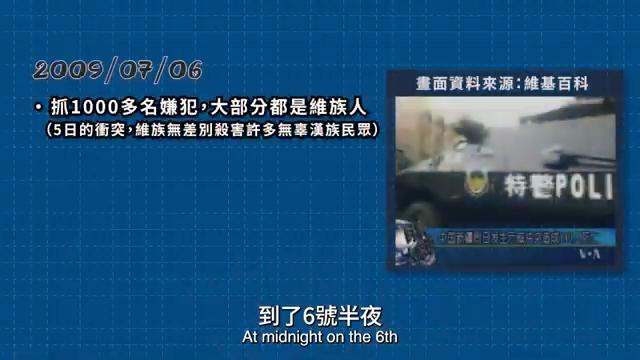 2009/07/06
• 抓1000多名嫌犯，大部分都是維族人
（5日的衝突，維族無差別殺害許多無辜漢族民眾）
畫面資料來源：維基百科
特警POLI
VOA
到了6號半夜
At midnight on the 6th